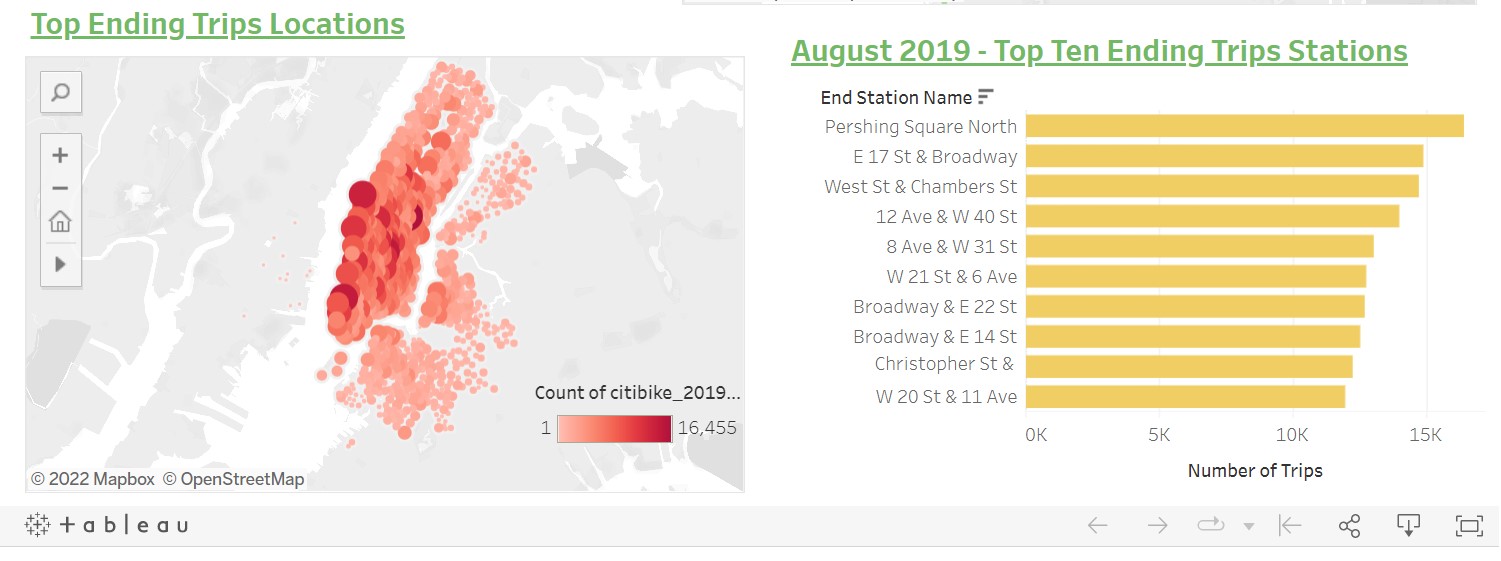 Top Ending Trips Locations
August 2019 - Top Ten Ending Trips Stations
End Station Name
Pershing Square North
E 17 St & Broadway
West St & Chambers St
12 Ave & W 40 St
8 Ave & W 31 St
W 21 St & 6 Ave
Broadway & E 22 St
Broadway & E 14 St
Christopher St &
W 20 St & 11 Ave
0K 5K 10K 15K
Number of Trips
Count of citibike_2019...
1 16,455
© 2022 Mapbox © OpenStreetMap
+ableau